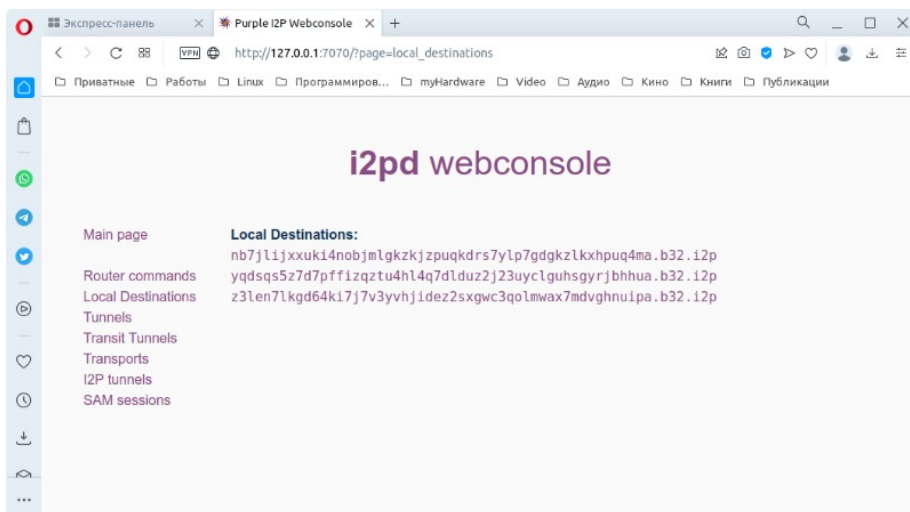 Экспресс-панель
Purple I2P Webconsole
VPN http://127.0.0.1:7070/?page=local_destinations
Приватные Работы Linux Программиров... myHardware Video Аудио Кино Книги Публикации
i2pd webconsole
Main page
Router commands
Local Destinations
Tunnels
Transit Tunnels
Transports
I2P tunnels
SAM sessions
Local Destinations:
nb7jlijxxuki4nobjmlgkzkjzpuqkdrs7ylp7gdgkzlkxhpuq4ma.b32.i2p
yqdsqs5z7d7pffizqztu4hl4q7dlduz2j23uyclguhsgyrjbhhua.b32.i2p
z3len7lkgd64ki7j7v3yvhjidez2sxgwc3qolmwax7mdvghnuipa.b32.i2p